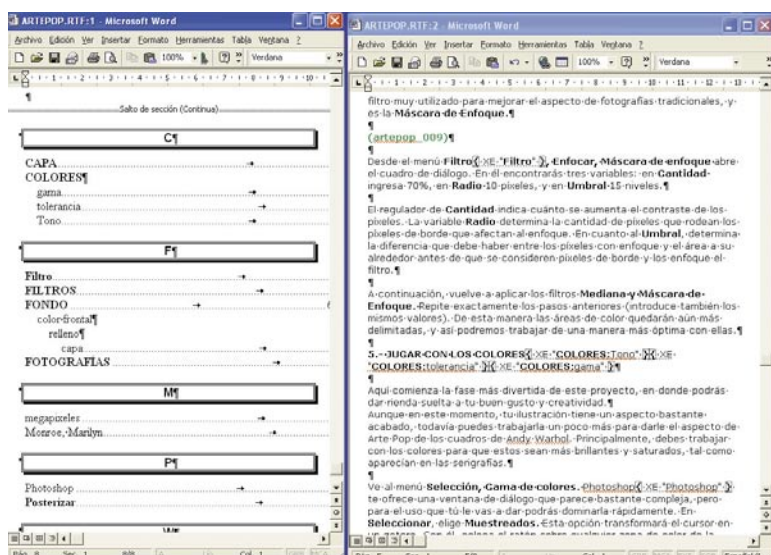 ARTEPOP.RTF:1 - Microsoft Word
Archivo Edición Ver Insertar Formato Herramientas Tabla Ventana ?
100% Verdana
Salto de sección (Continua)
C¶
CAPA
COLORES¶
gama
tolerancia
Tono
F¶
Filtro
FILTROS
FONDO
color·frontal¶
relleno¶
capa
FOTOGRAFÍAS
M¶
megapíxeles
Monroe,·Marilyn
P¶
Photoshop
Posterizar
ARTEPOP.RTF:2 - Microsoft Word
Archivo Edición Ver Insertar Formato Herramientas Tabla Ventana ?
100% Verdana
filtro·muy·utilizado·para·mejorar·el·aspecto·de·fotografías·tradicionales,·y·
es·la·Máscara·de·Enfoque.¶
¶
(artepop_009)¶
¶
Desde·el·menú·Filtro{·XE·"Filtro"·},·Enfocar,·Máscara·de·enfoque·abre·
el·cuadro·de·diálogo.·En·él·encontrarás·tres·variables:·en·Cantidad·
ingresa·70%,·en·Radio·10·píxeles,·y·en·Umbral·15·niveles.¶
¶
El·regulador·de·Cantidad·indica·cuánto·se·aumenta·el·contraste·de·los·
píxeles.·La·variable·Radio·determina·la·cantidad·de·píxeles·que·rodean·los·
píxeles·de·borde·que·afectan·al·enfoque.·En·cuanto·al·Umbral,·determina·
la·diferencia·que·debe·haber·entre·los·píxeles·con·enfoque·y·el·área·a·su·
alrededor·antes·de·que·se·consideren·píxeles·de·borde·y·los·enfoque·el·
filtro.¶
¶
A·continuación,·vuelve·a·aplicar·los·filtros·Mediana·y·Máscara·de·
Enfoque.·Repite·exactamente·los·pasos·anteriores·(introduce·también·los·
mismos·valores).·De·esta·manera·las·áreas·de·color·quedarán·aún·más·
delimitadas,·y·así·podremos·trabajar·de·una·manera·más·óptima·con·ellas.¶
¶
5.-·JUGAR·CON·LOS·COLORES{·XE·"COLORES:Tono"·}{·XE·
"COLORES:tolerancia"·}{·XE·"COLORES:gama"·}¶
¶
Aquí·comienza·la·fase·más·divertida·de·este·proyecto,·en·donde·podrás·
dar·rienda·suelta·a·tu·buen·gusto·y·creatividad.¶
Aunque·en·este·momento,·tu·ilustración·tiene·un·aspecto·bastante·
acabado,·todavía·puedes·trabajarla·un·poco·más·para·darle·el·aspecto·de·
Arte·Pop·de·los·cuadros·de·Andy·Warhol.·Principalmente,·debes·trabajar·
con·los·colores·para·que·estos·sean·más·brillantes·y·saturados,·tal·como·
aparecían·en·las·serigrafías.¶
¶
Ve·al·menú·Selección,·Gama·de·colores.·Photoshop{·XE·"Photoshop"·}·
te·ofrece·una·ventana·de·diálogo·que·parece·bastante·compleja,·pero·
para·el·uso·que·tú·le·vas·a·dar·podrás·dominarla·rápidamente.·En·
Seleccionar,·elige·Muestreados.·Esta·opción·transformará·el·cursor·en·